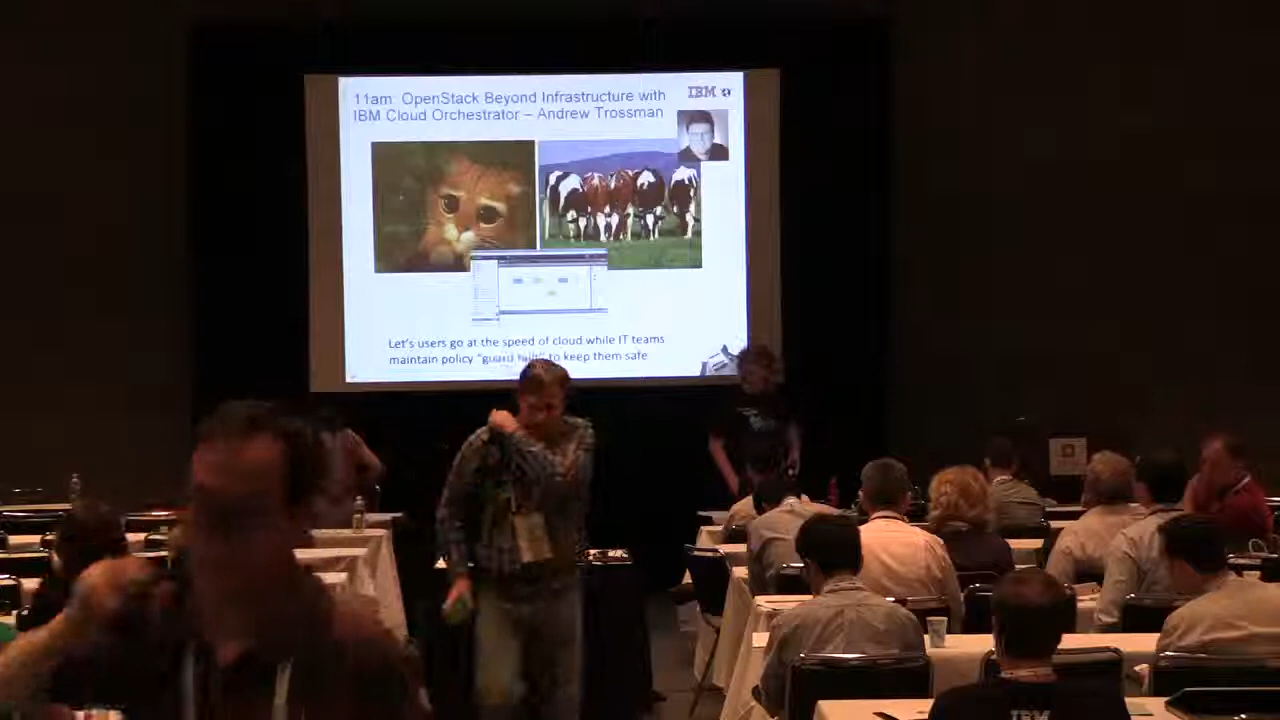 11am: OpenStack Beyond Infrastructure with
IBM Cloud Orchestrator – Andrew Trossman
IBM
Let's users go at the speed of cloud while IT teams
maintain policy "guard rails" to keep them safe
IBM